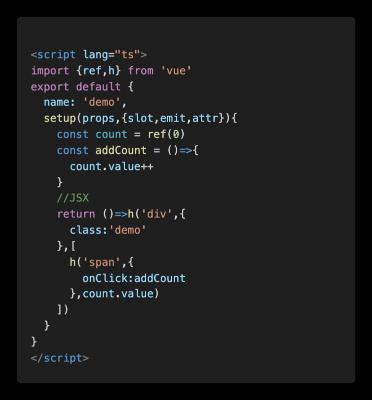 <script lang="ts">
import {ref,h} from 'vue'
export default {
  name: 'demo',
  setup(props,{slot,emit,attr}){
    const count = ref(0)
    const addCount = ()=>{
      count.value++
    }
    //JSX
    return ()=>h('div',{
      class:'demo'
    },[
      h('span',{
        onClick:addCount
      },count.value)
    ])
  }
}
</script>